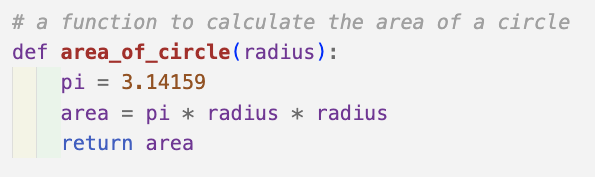 # a function to calculate the area of a circle
def area_of_circle(radius):
    pi = 3.14159
    area = pi * radius * radius
    return area